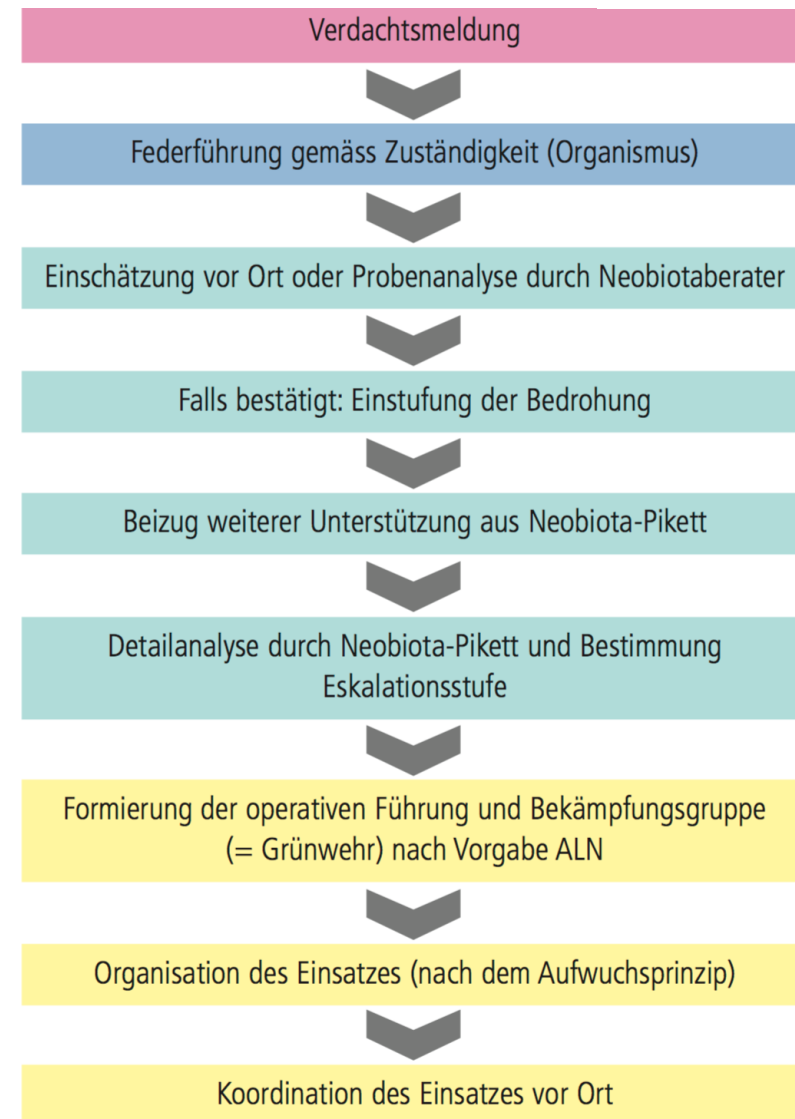 Verdachtsmeldung
Federführung gemäss Zuständigkeit (Organismus)
Einschätzung vor Ort oder Probenanalyse durch Neobiotaberater
Falls bestätigt: Einstufung der Bedrohung
Beizug weiterer Unterstützung aus Neobiota-Pikett
Detailanalyse durch Neobiota-Pikett und Bestimmung
Eskalationsstufe
Formierung der operativen Führung und Bekämpfungsgruppe
(= Grünwehr) nach Vorgabe ALN
Organisation des Einsatzes (nach dem Aufwuchsprinzip)
Koordination des Einsatzes vor Ort